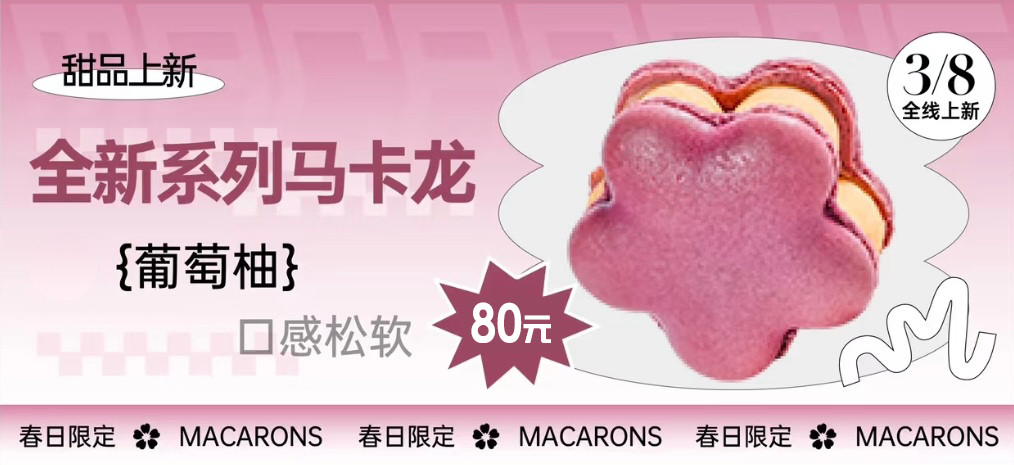 甜品上新
3/8
全线上新
全新系列马卡龙
{葡萄柚}
口感松软
80元
春日限定 MACARONS 春日限定 MACARONS 春日限定 MACARONS